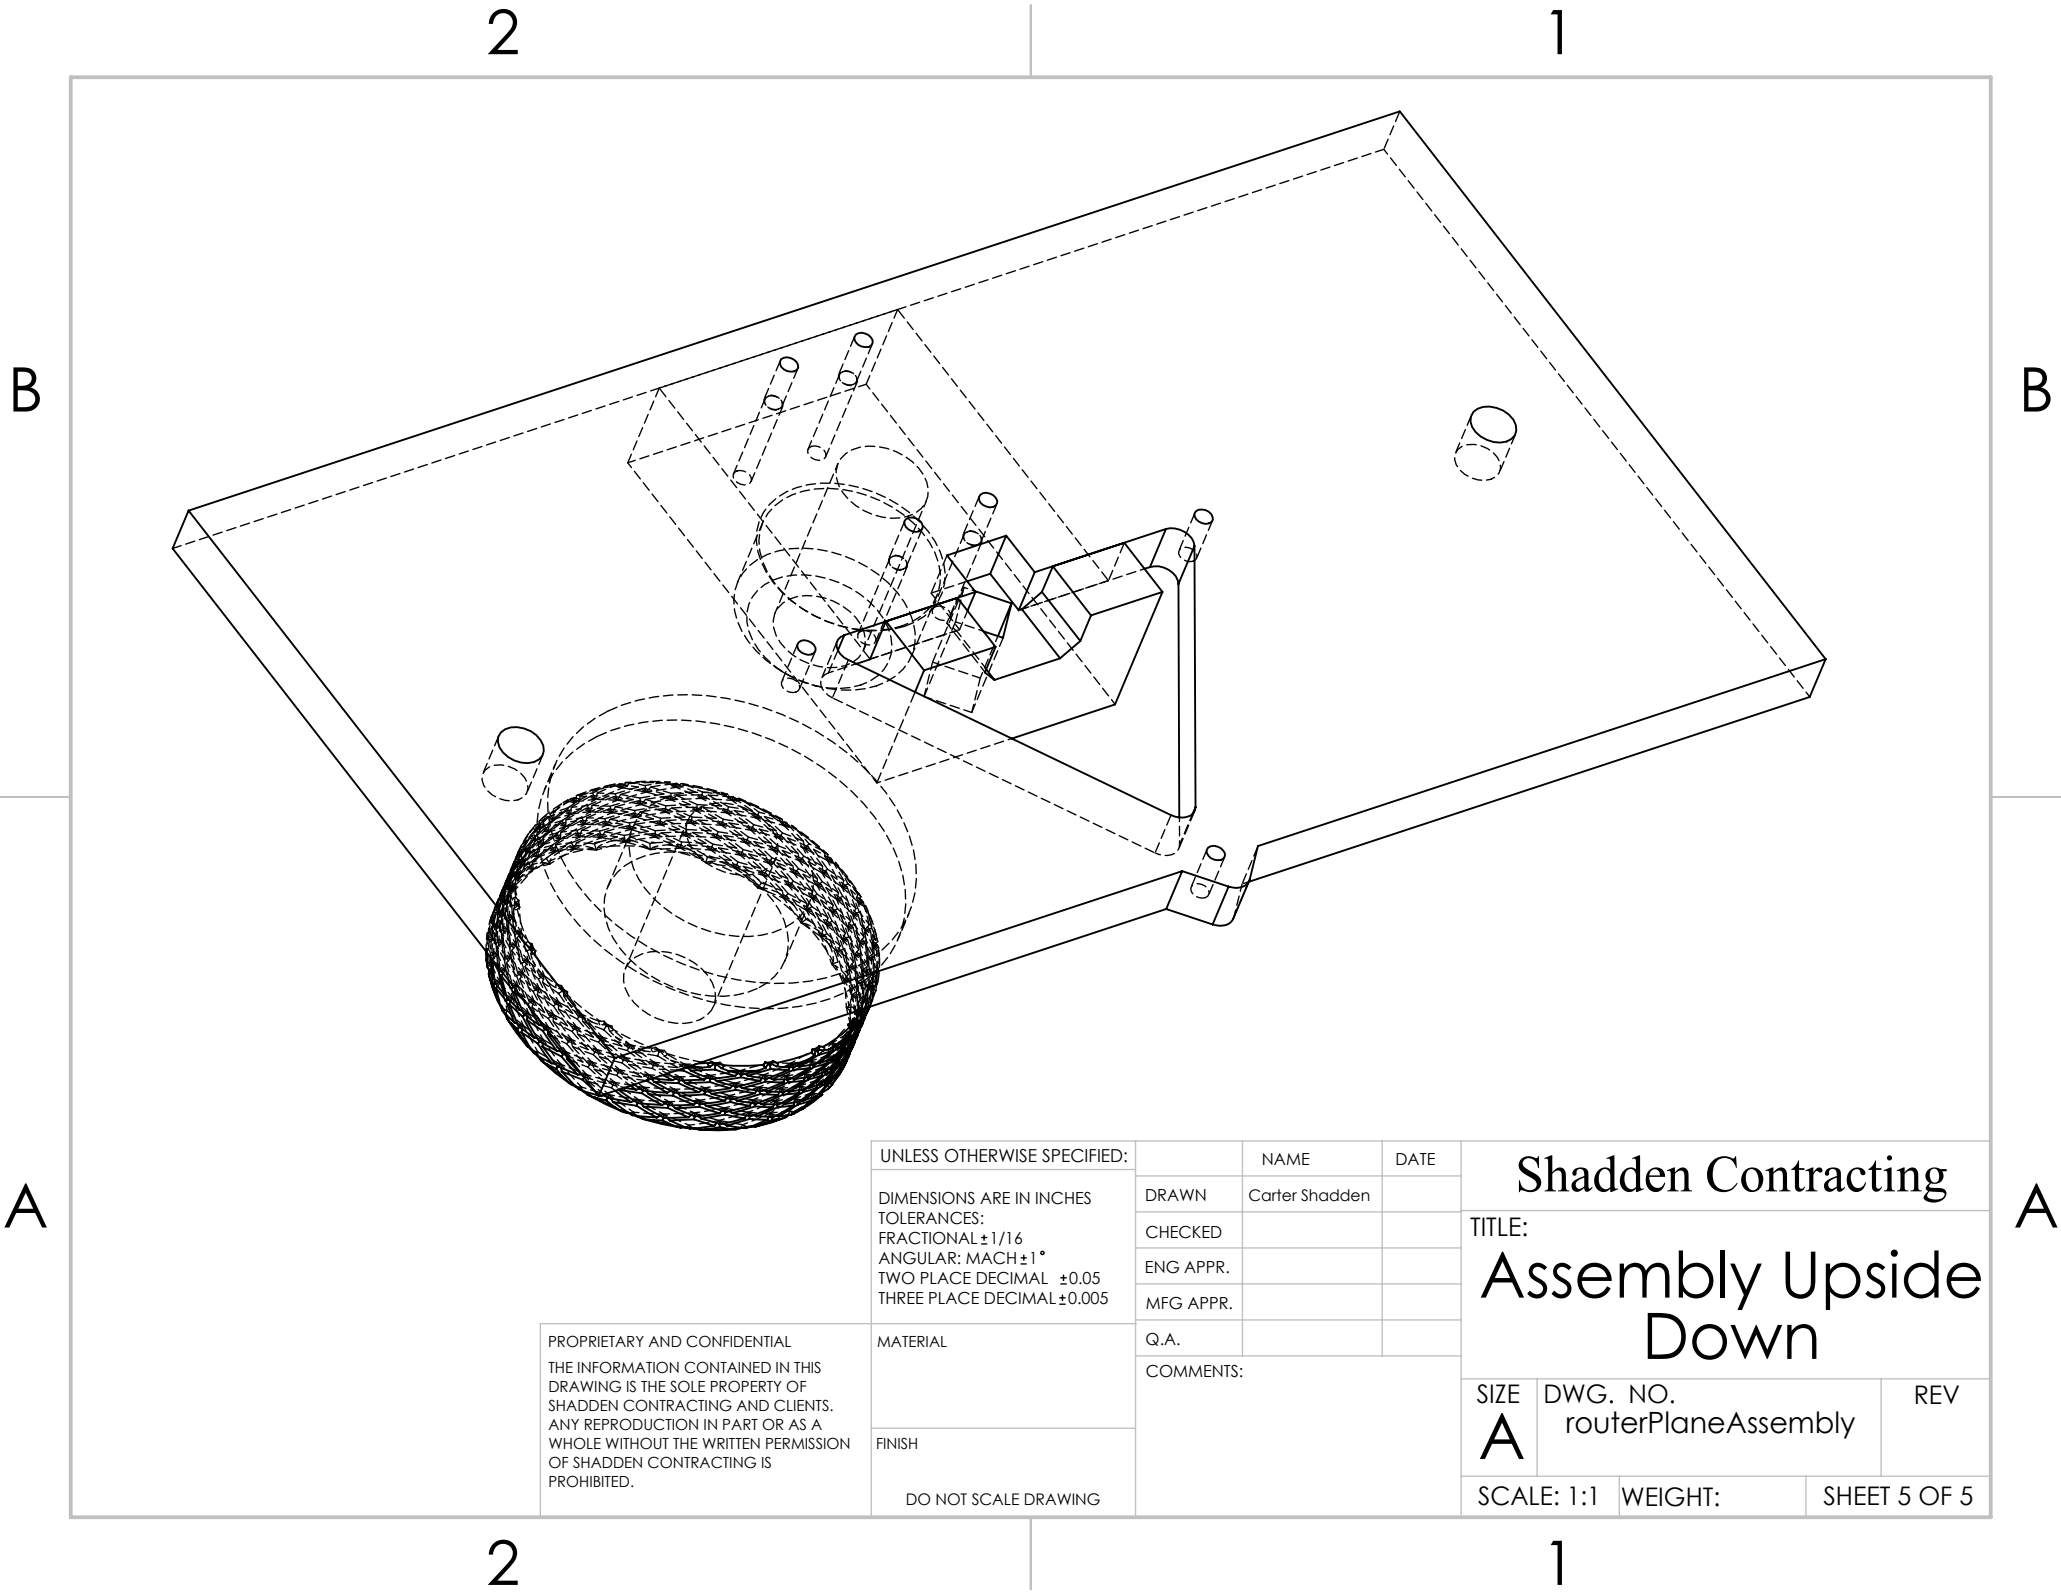 2
1
B
B
A
A
UNLESS OTHERWISE SPECIFIED:
DIMENSIONS ARE IN INCHES
TOLERANCES:
FRACTIONAL ±1/16
ANGULAR: MACH ±1°
TWO PLACE DECIMAL ±0.05
THREE PLACE DECIMAL ±0.005
NAME
DATE
DRAWN
Carter Shadden
CHECKED
ENG APPR.
MFG APPR.
Q.A.
COMMENTS:
Shadden Contracting
TITLE:
Assembly Upside
Down
PROPRIETARY AND CONFIDENTIAL
THE INFORMATION CONTAINED IN THIS
DRAWING IS THE SOLE PROPERTY OF
SHADDEN CONTRACTING AND CLIENTS.
ANY REPRODUCTION IN PART OR AS A
WHOLE WITHOUT THE WRITTEN PERMISSION
OF SHADDEN CONTRACTING IS
PROHIBITED.
MATERIAL
FINISH
DO NOT SCALE DRAWING
SIZE
A
DWG. NO.
routerPlaneAssembly
REV
SCALE: 1:1
WEIGHT:
SHEET 5 OF 5
2
1